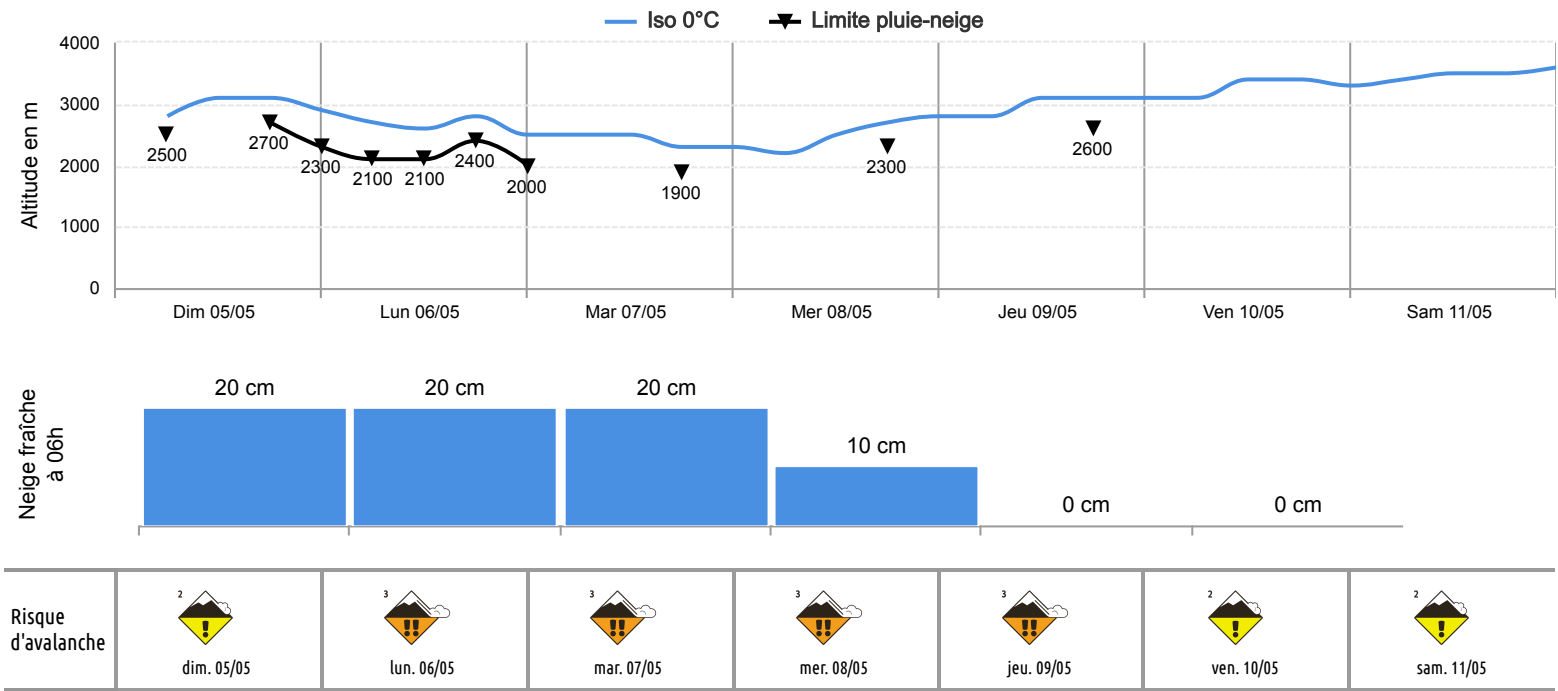 Iso 0°C Limite pluie-neige
Altitude en m
4000
3000
2000
1000
0
2500
2700
2300
2100
2100
2400
2000
1900
2300
2600
Dim 05/05 Lun 06/05 Mar 07/05 Mer 08/05 Jeu 09/05 Ven 10/05 Sam 11/05
Neige fraîche
à 06h
20 cm 20 cm 20 cm 10 cm 0 cm 0 cm
Risque
d'avalanche
2 3 3 3 3 2 2
! !! !! !! !! ! !
dim. 05/05 lun. 06/05 mar. 07/05 mer. 08/05 jeu. 09/05 ven. 10/05 sam. 11/05